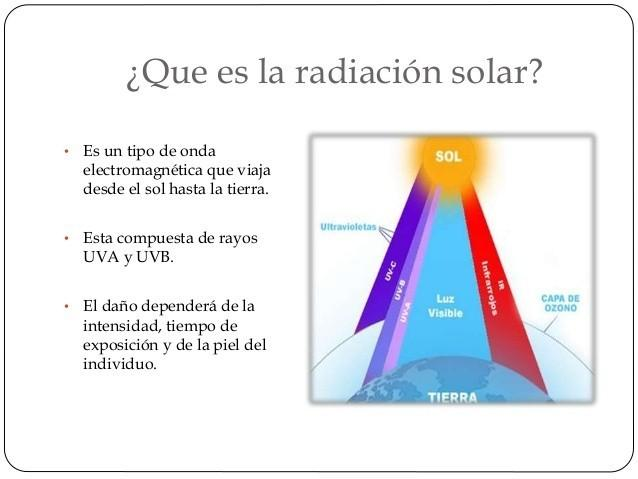 ¿Que es la radiación solar?
• Es un tipo de onda
electromagnética que viaja
desde el sol hasta la tierra.
• Esta compuesta de rayos
UVA y UVB.
• El daño dependerá de la
intensidad, tiempo de
exposición y de la piel del
individuo.
SOL
Ultravioletas
UV-C
UV-B
UV-A
Luz
Visible
IR
Infrarrojos
CAPA DE
OZONO
TIERRA